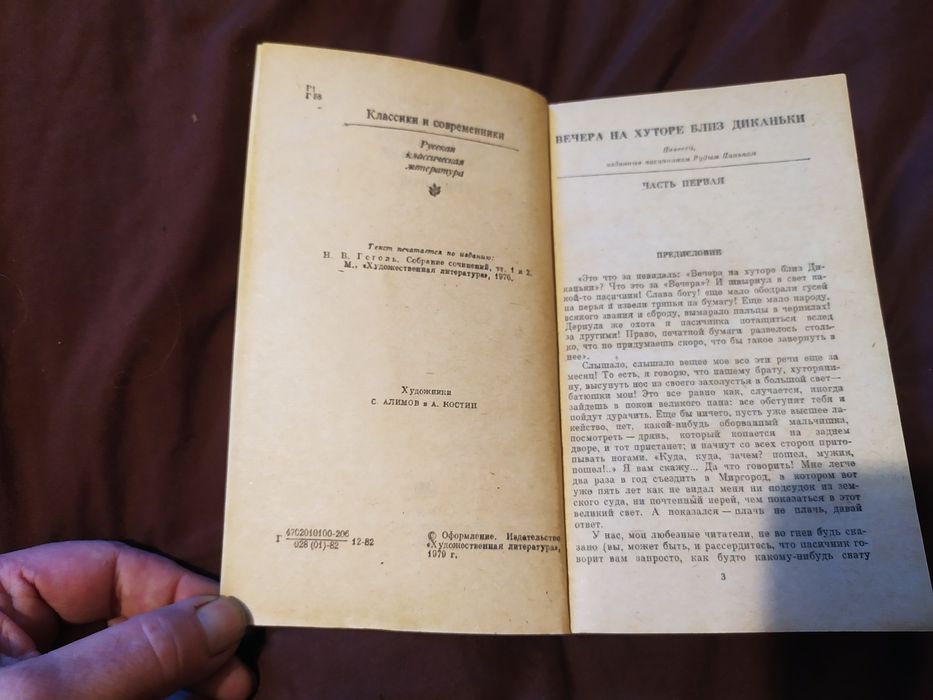 Г1
Г58
Классики и современники
Русская
классическая
литература
Текст печатается по изданию:
Н. В. Гоголь. Собрание сочинений, тт. 1 и 2.
М., «Художественная литература», 1976.
Художники
С. АЛИМОВ и А. КОСТИН
Г 4702010100-206
028 (01)-82 12-82
© Оформление. Издательство
«Художественная литература»,
1979 г.
ВЕЧЕРА НА ХУТОРЕ БЛИЗ ДИКАНЬКИ
Повести,
изданные пасичником Рудым Паньком
ЧАСТЬ ПЕРВАЯ
ПРЕДИСЛОВИЕ
«Это что за невидаль: «Вечера на хуторе близ Ди-
каньки»? Что это за «Вечера»? И швырнул в свет ка-
кой-то пасичник! Слава богу! еще мало ободрали гусей
на перья и извели тряпья на бумагу! Еще мало народу,
всякого звания и сброду, вымарало пальцы в чернилах!
Дернула же охота и пасичника потащиться вслед
за другими! Право, печатной бумаги развелось столь-
ко, что не придумаешь скоро, что бы такое завернуть в
нее».
Слышало, слышало вещее мое все эти речи еще за
месяц! То есть, я говорю, что нашему брату, хуторяни-
ну, высунуть нос из своего захолустья в большой свет—
батюшки мои! Это все равно как, случается, иногда
зайдешь в покои великого пана: все обступят тебя и
пойдут дурачить. Еще бы ничего, пусть уже высшее ла-
кейство, нет, какой-нибудь оборванный мальчишка,
посмотреть — дрянь, который копается на заднем
дворе, и тот пристанет; и начнут со всех сторон прито-
пывать ногами. «Куда, куда, зачем? пошел, мужик,
пошел!..» Я вам скажу... Да что говорить! Мне легче
два раза в год съездить в Миргород, в котором вот
уже пять лет как не видал меня ни подсудок из зем-
ского суда, ни почтенный иерей, чем показаться в этот
великий свет. А показался — плачь не плачь, давай
ответ.
У нас, мои любезные читатели, не во гнев будь ска-
зано (вы, может быть, и рассердитесь, что пасичник го-
ворит вам запросто, как будто какому-нибудь свату
3